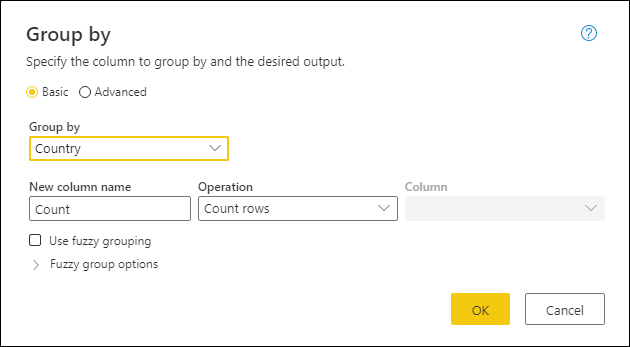 Group by
?
Specify the column to group by and the desired output.
Basic Advanced
Group by
Country
New column name Operation Column
Count Count rows
Use fuzzy grouping
Fuzzy group options
OK Cancel